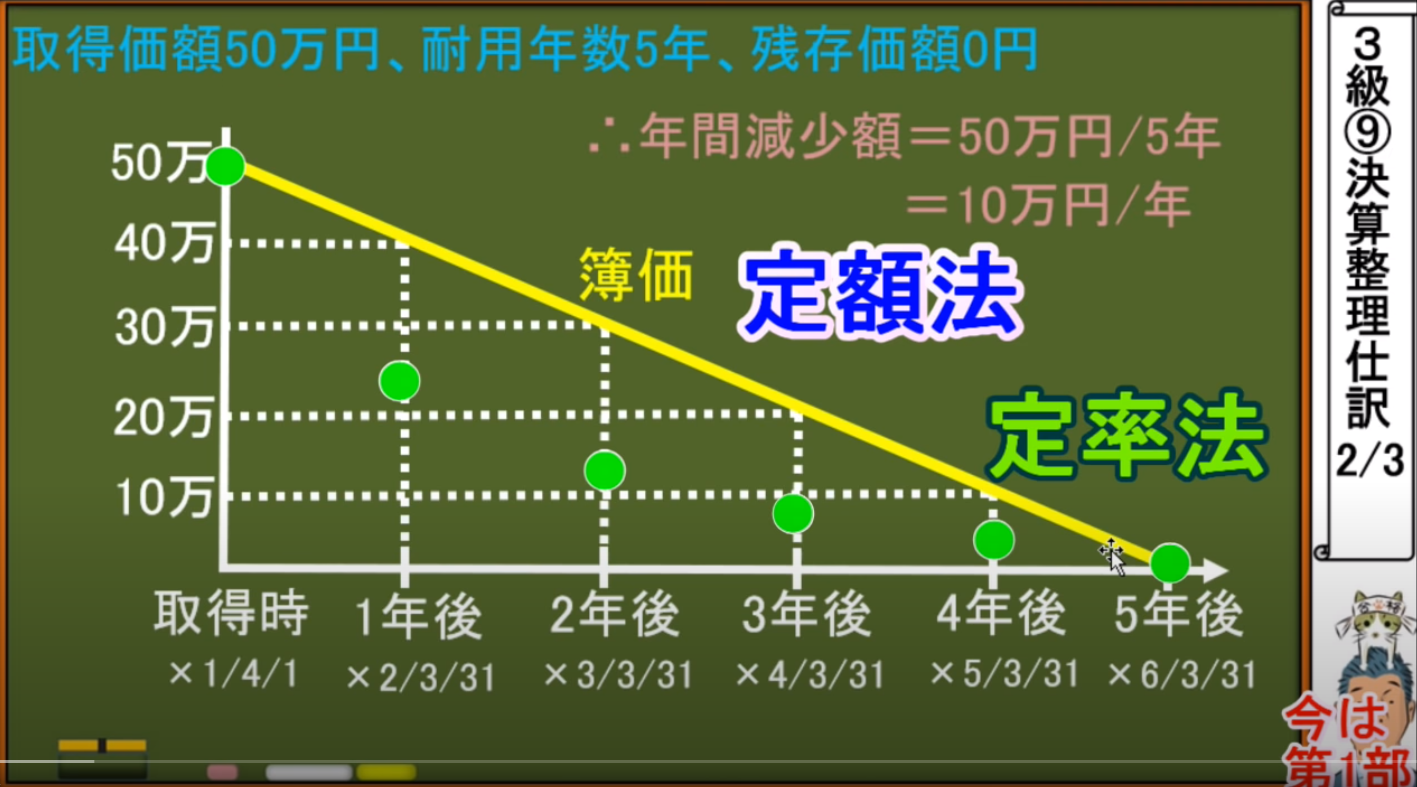 取得価額50万円、耐用年数5年、残存価額0円
∴年間減少額＝50万円/5年
＝10万円/年
50万
40万
30万
20万
10万
簿価
定額法
定率法
取得時
1年後
2年後
3年後
4年後
5年後
×1/4/1
×2/3/31
×3/3/31
×4/3/31
×5/3/31
×6/3/31
3級⑨決算整理仕訳
2/3
合格
今は
第1部